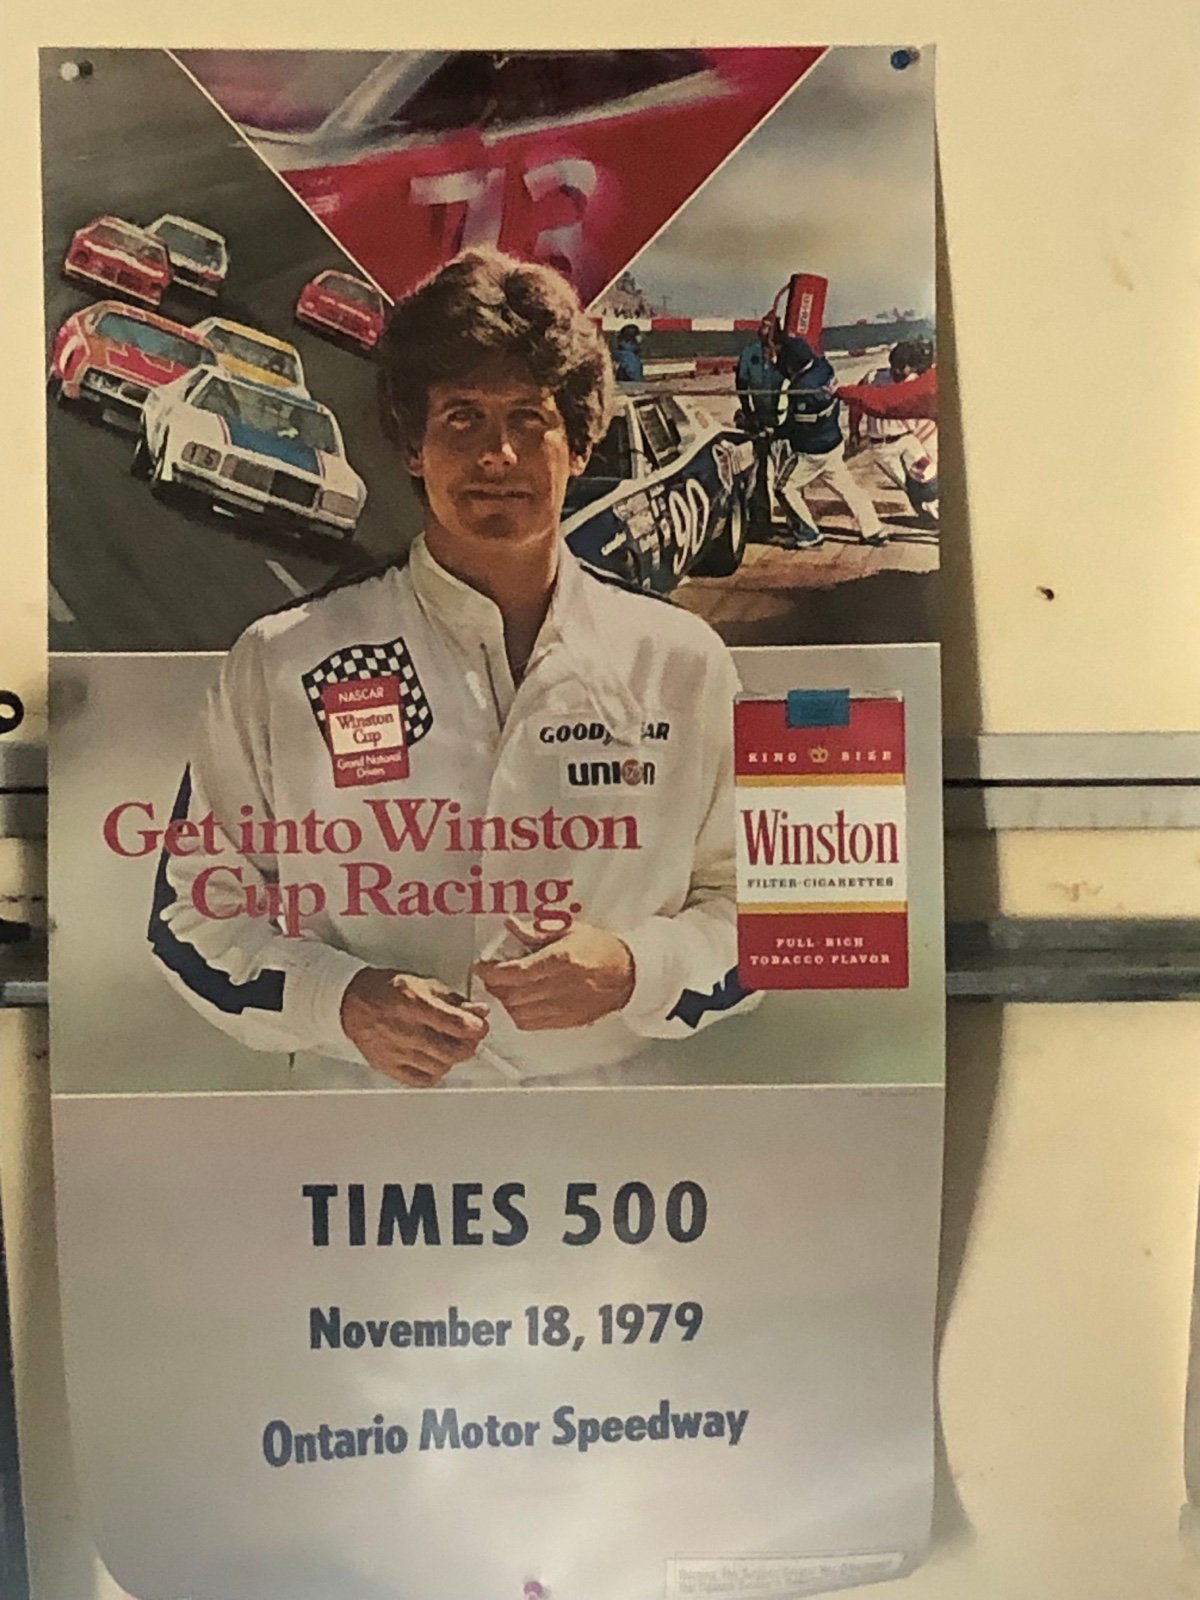 73
15
90
NASCAR
Winston
Cup
Grand National
Drivers
GOODYEAR
union
Get into Winston
Cup Racing.
KING SIZE
Winston
FILTER-CIGARETTES
FULL RICH
TOBACCO FLAVOR
TIMES 500
November 18, 1979
Ontario Motor Speedway